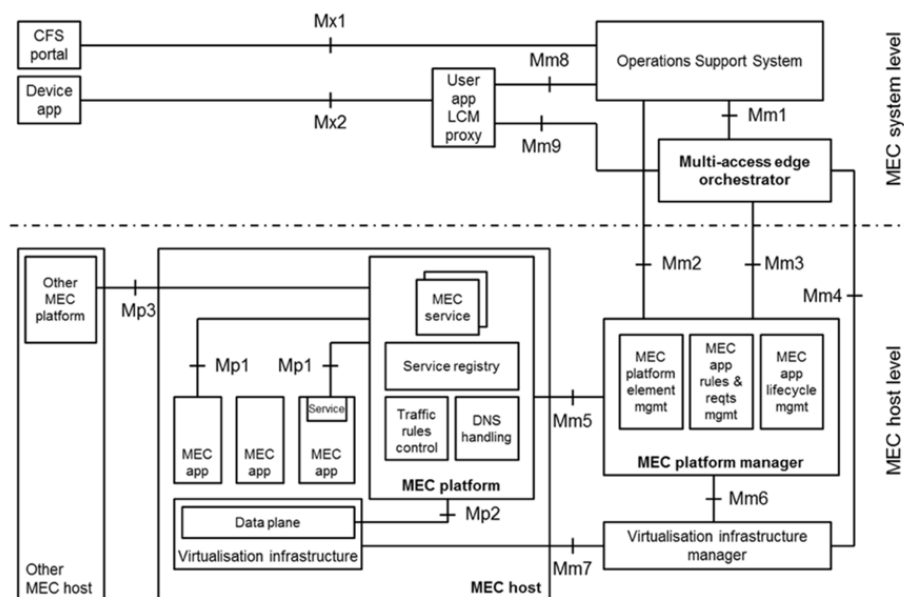 CFS
portal
Mx1
Operations Support System
Device
app
Mx2
User
app
LCM
proxy
Mm8
Mm9
Mm1
Multi-access edge
orchestrator
MEC system level
Other
MEC
platform
Mp3
MEC
service
Mm2
Mm3
Mm4
Mp1
Mp1
Service registry
MEC
platform
element
mgmt
MEC
app
rules &
reqts
mgmt
MEC
app
lifecycle
mgmt
MEC host level
MEC
app
MEC
app
Service
MEC
app
Traffic
rules
control
DNS
handling
Mm5
MEC platform
MEC platform manager
Mp2
Mm6
Data plane
Virtualisation infrastructure
Mm7
Virtualisation infrastructure
manager
Other
MEC host
MEC host